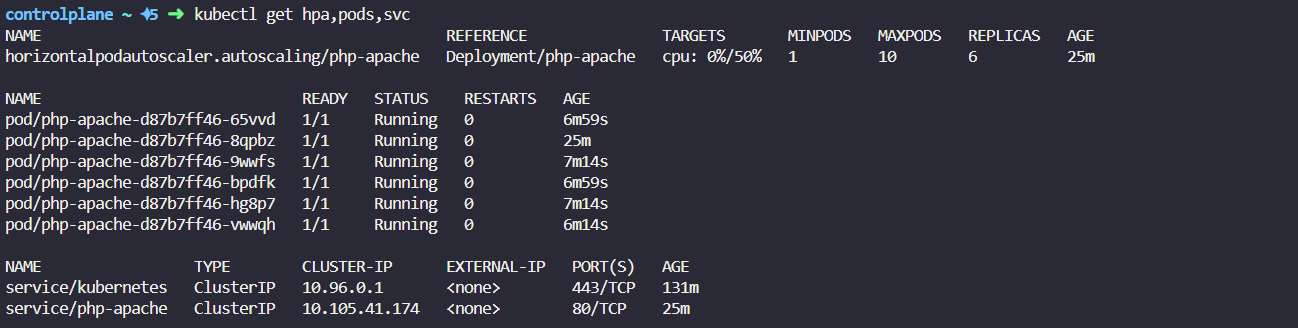 controlplane ~ ✦5 ➜ kubectl get hpa,pods,svc
NAME REFERENCE TARGETS MINPODS MAXPODS REPLICAS AGE
horizontalpodautoscaler.autoscaling/php-apache Deployment/php-apache cpu: 0%/50% 1 10 6 25m
NAME READY STATUS RESTARTS AGE
pod/php-apache-d87b7ff46-65vvd 1/1 Running 0 6m59s
pod/php-apache-d87b7ff46-8qpbz 1/1 Running 0 25m
pod/php-apache-d87b7ff46-9wwfs 1/1 Running 0 7m14s
pod/php-apache-d87b7ff46-bpdfk 1/1 Running 0 6m59s
pod/php-apache-d87b7ff46-hg8p7 1/1 Running 0 7m14s
pod/php-apache-d87b7ff46-vwwqh 1/1 Running 0 6m14s
NAME TYPE CLUSTER-IP EXTERNAL-IP PORT(S) AGE
service/kubernetes ClusterIP 10.96.0.1 <none> 443/TCP 131m
service/php-apache ClusterIP 10.105.41.174 <none> 80/TCP 25m